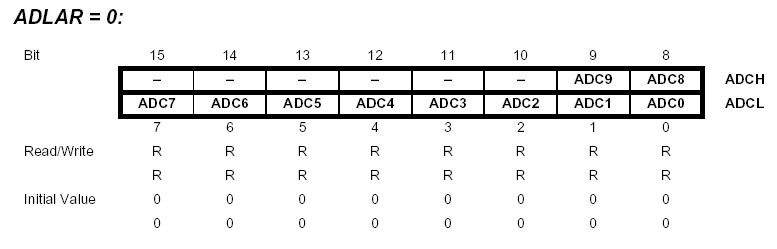 ADLAR = 0:
Bit 15 14 13 12 11 10 9 8
– – – – – – ADC9 ADC8 ADCH
ADC7 ADC6 ADC5 ADC4 ADC3 ADC2 ADC1 ADC0 ADCL
7 6 5 4 3 2 1 0
Read/Write R R R R R R R R
R R R R R R R R
Initial Value 0 0 0 0 0 0 0 0
0 0 0 0 0 0 0 0